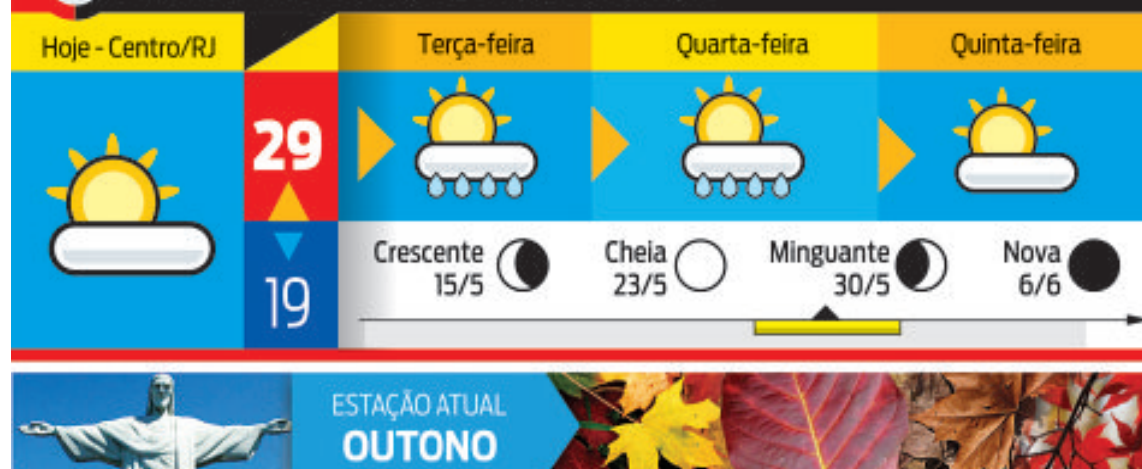 Hoje - Centro/RJ
29
19
Terça-feira
Quarta-feira
Quinta-feira
Crescente
15/5
Cheia
23/5
Minguante
30/5
Nova
6/6
ESTAÇÃO ATUAL
OUTONO